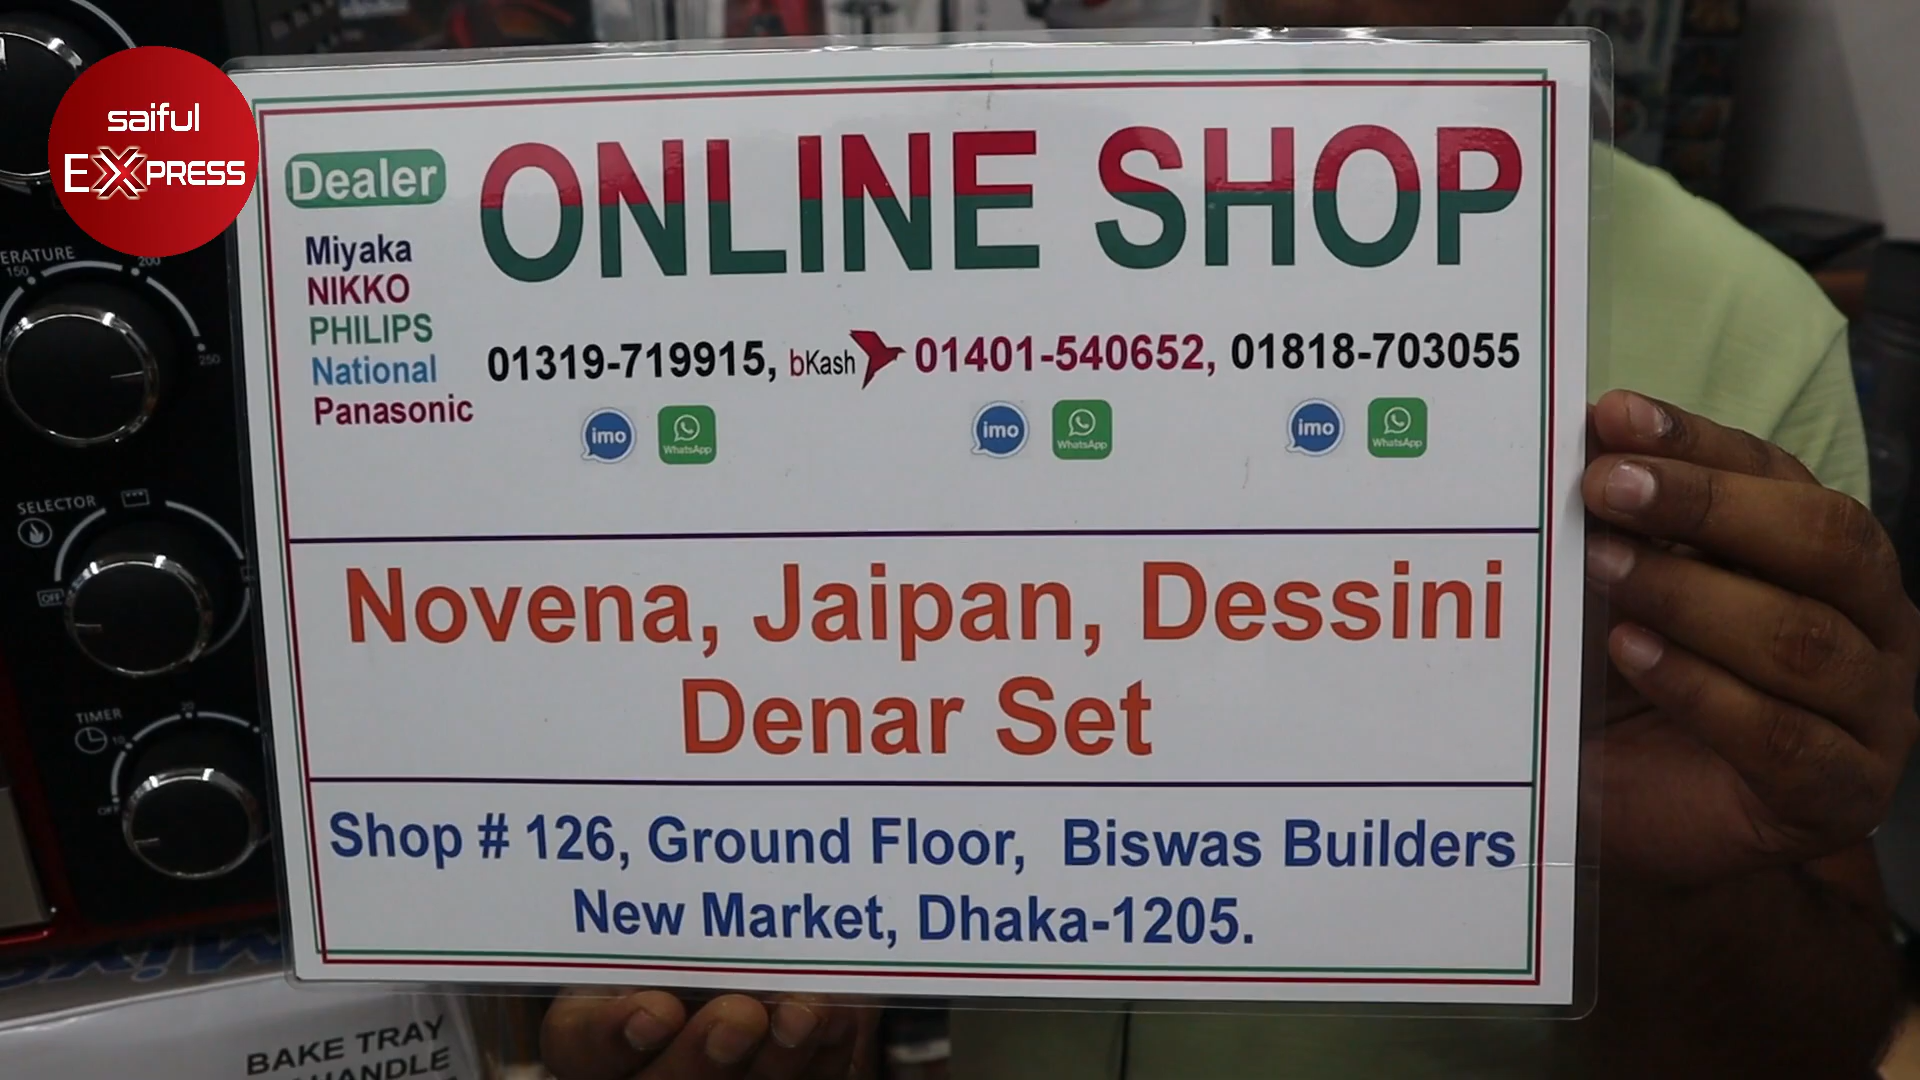 saiful
EXPRESS
Dealer
ONLINE SHOP
Miyaka
NIKKO
PHILIPS
National
Panasonic
01319-719915, bKash 01401-540652, 01818-703055
imo WhatsApp imo WhatsApp imo WhatsApp
Novena, Jaipan, Dessini
Denar Set
Shop # 126, Ground Floor, Biswas Builders
New Market, Dhaka-1205.
ERATURE
150 200
250
SELECTOR
OFF
TIMER
10 20
BAKE TRAY
HANDLE